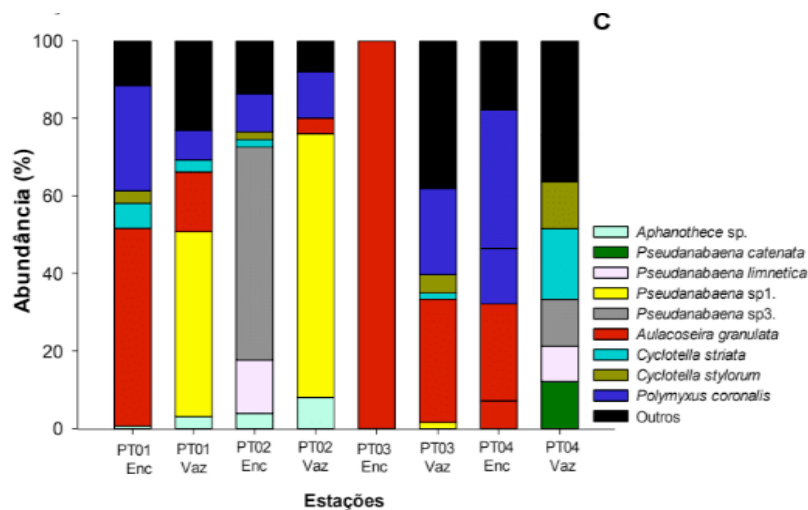 C
Abundância (%)
100
80
60
40
20
0
PT01 Enc
PT01 Vaz
PT02 Enc
PT02 Vaz
PT03 Enc
PT03 Vaz
PT04 Enc
PT04 Vaz
Estações
Aphanothece sp.
Pseudanabaena catenata
Pseudanabaena limnetica
Pseudanabaena sp1.
Pseudanabaena sp3.
Aulacoseira granulata
Cyclotella striata
Cyclotella stylorum
Polymyxus coronalis
Outros